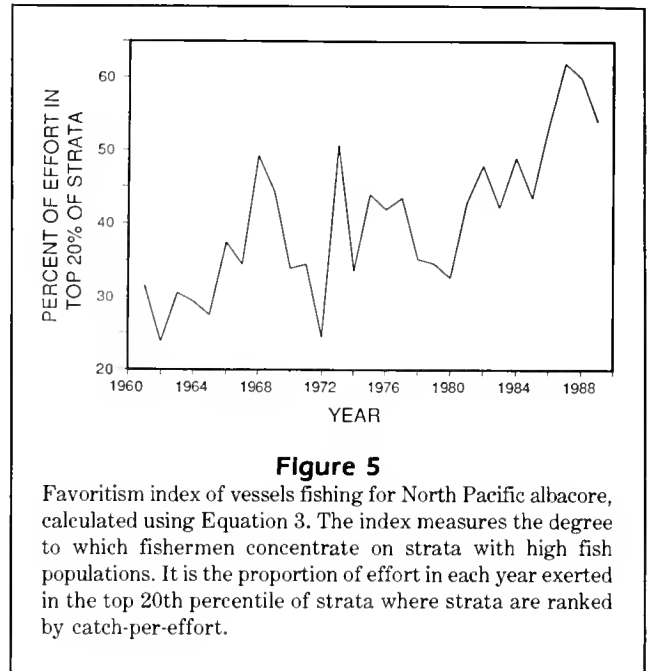 60
50
40
30
20
PERCENT OF EFFORT IN
TOP 20% OF STRATA
1960 1964 1968 1972 1976 1980 1984 1988
YEAR
Figure 5
Favoritism index of vessels fishing for North Pacific albacore,
calculated using Equation 3. The index measures the degree
to which fishermen concentrate on strata with high fish
populations. It is the proportion of effort in each year exerted
in the top 20th percentile of strata where strata are ranked
by catch-per-effort.